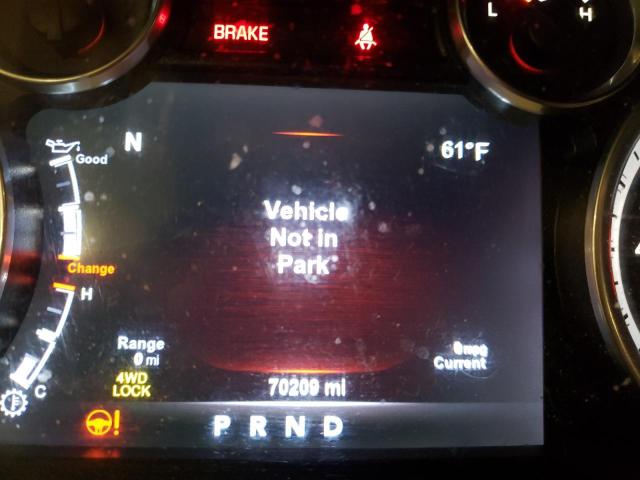 BRAKE
L H
N
61°F
Good
Vehicle
Not in
Park
Change
H
Range
0 mi
Current
4WD
LOCK
C
70209 mi
!
P R N D